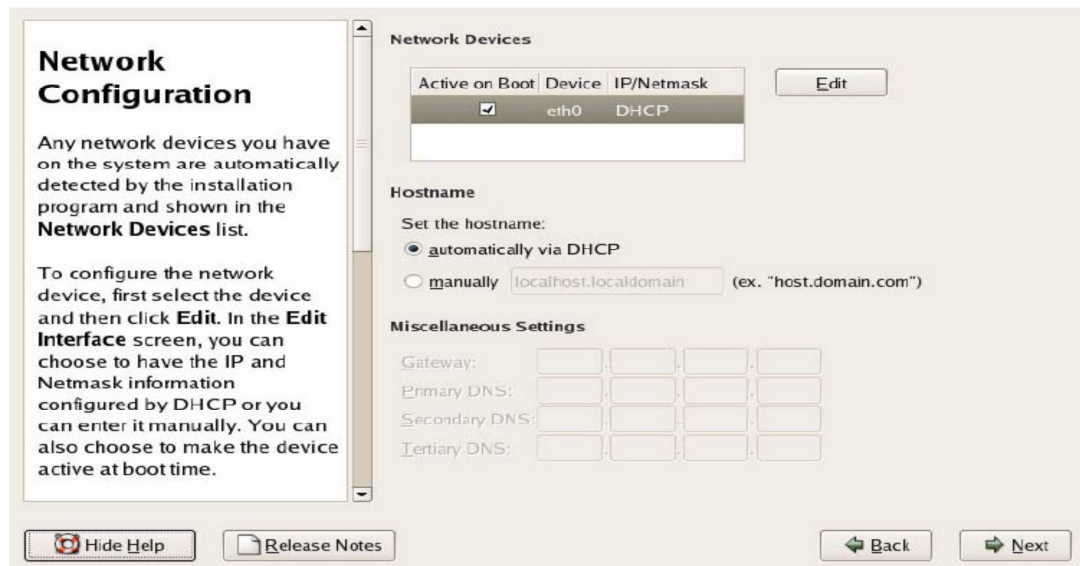 Network
Configuration
Any network devices you have
on the system are automatically
detected by the installation
program and shown in the
Network Devices list.
To configure the network
device, first select the device
and then click Edit. In the Edit
Interface screen, you can
choose to have the IP and
Netmask information
configured by DHCP or you
can enter it manually. You can
also choose to make the device
active at boot time.
Network Devices
Active on Boot Device IP/Netmask
eth0 DHCP
Edit
Hostname
Set the hostname:
automatically via DHCP
manually localhost.localdomain (ex. "host.domain.com")
Miscellaneous Settings
Gateway: . . .
Primary DNS: . . .
Secondary DNS: . . .
Tertiary DNS: . . .
Hide Help
Release Notes
Back
Next